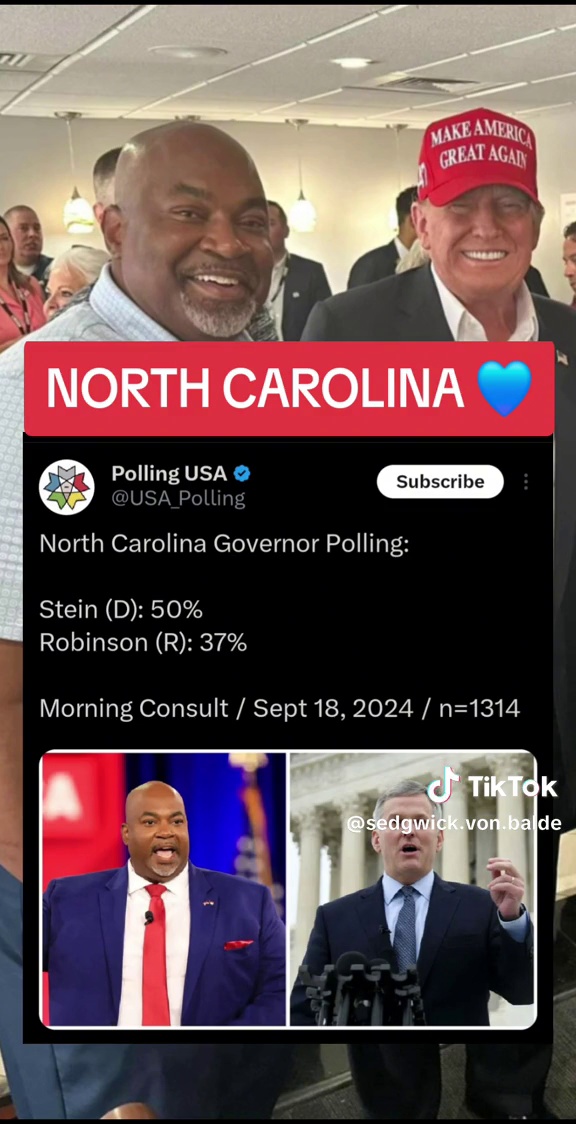 MAKE AMERICA
GREAT AGAIN
NORTH CAROLINA 💙
Polling USA
@USA_Polling
Subscribe
North Carolina Governor Polling:
Stein (D): 50%
Robinson (R): 37%
Morning Consult / Sept 18, 2024 / n=1314
TikTok
@sedgwick.von.balde